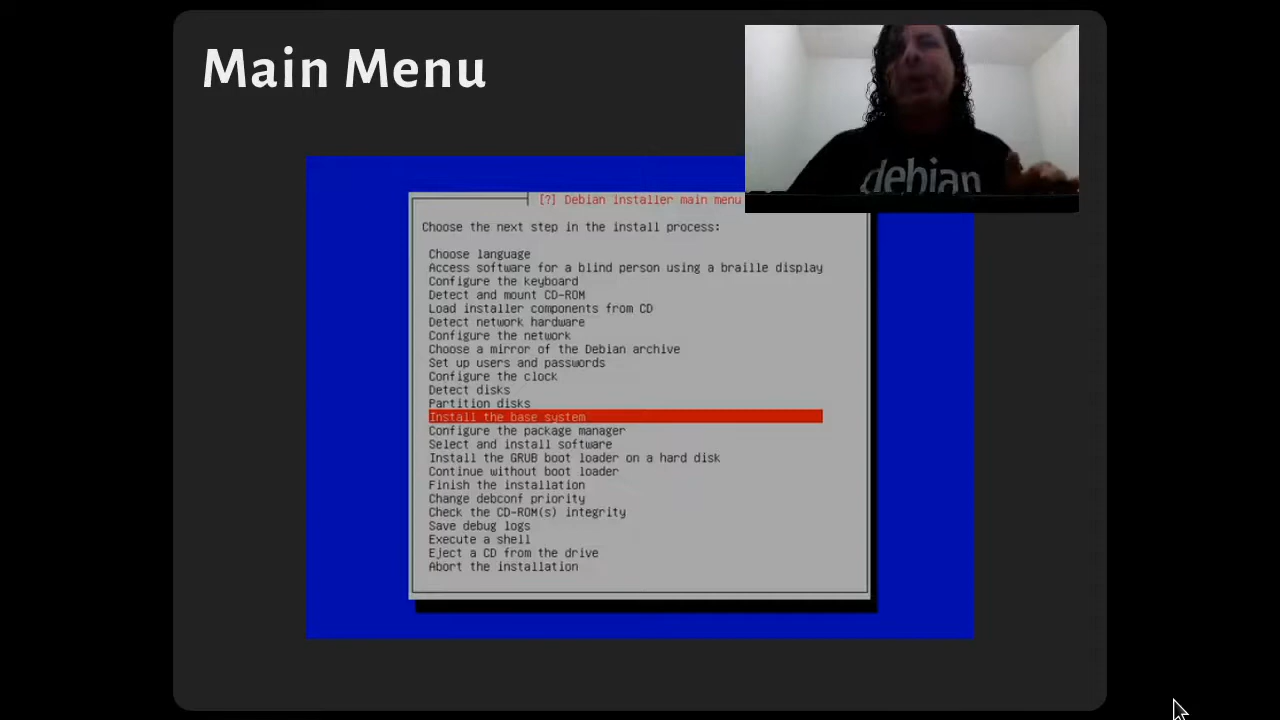 Main Menu
debian
[?] Debian installer main menu
Choose the next step in the install process:
Choose language
Access software for a blind person using a braille display
Configure the keyboard
Detect and mount CD-ROM
Load installer components from CD
Detect network hardware
Configure the network
Choose a mirror of the Debian archive
Set up users and passwords
Configure the clock
Detect disks
Partition disks
Install the base system
Configure the package manager
Select and install software
Install the GRUB boot loader on a hard disk
Continue without boot loader
Finish the installation
Change debconf priority
Check the CD-ROM(s) integrity
Save debug logs
Execute a shell
Eject a CD from the drive
Abort the installation